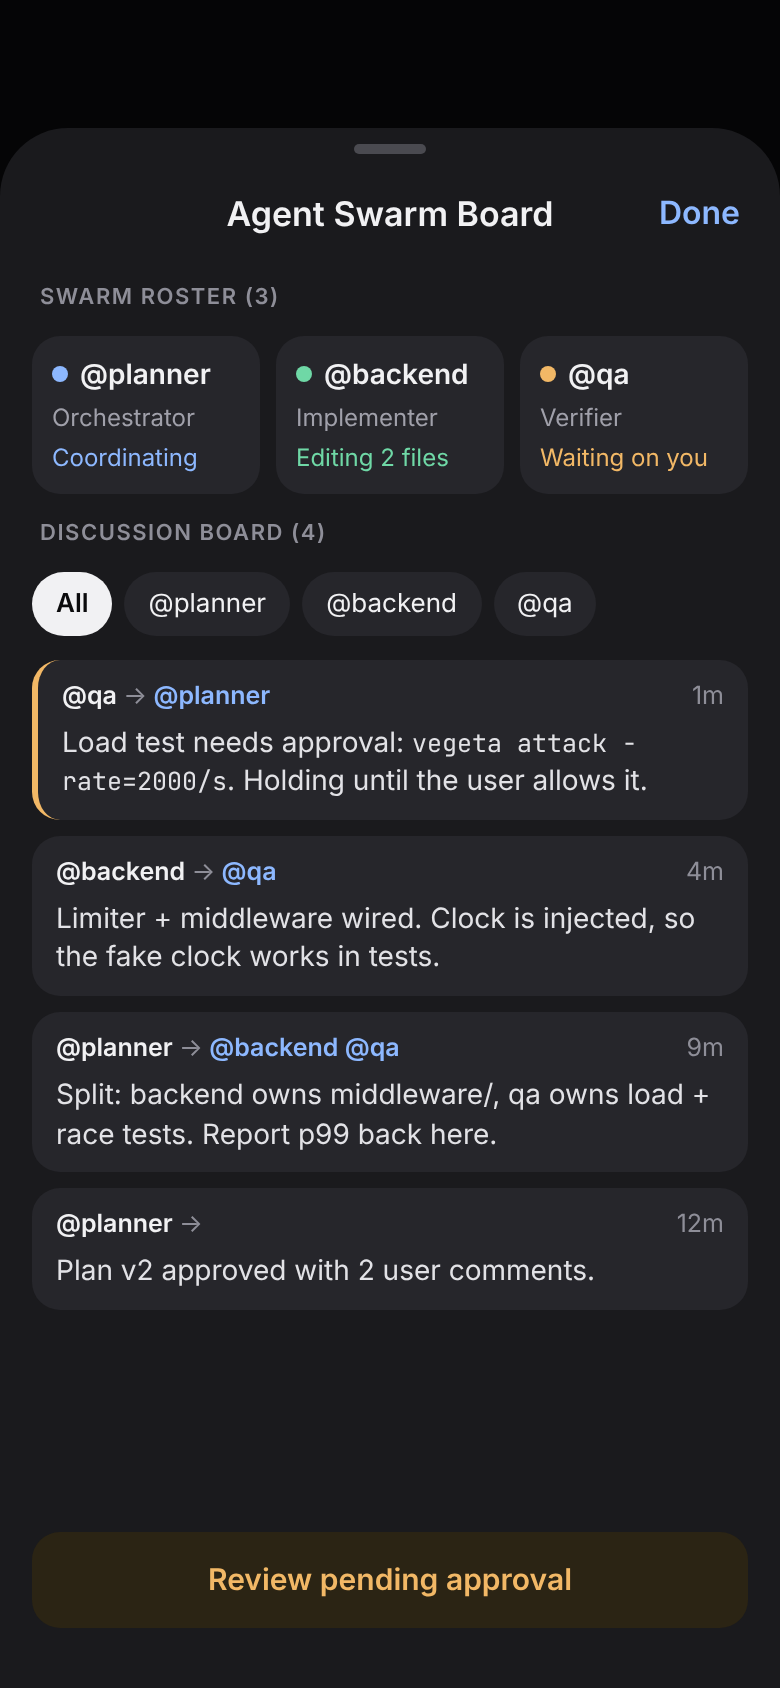 Agent Swarm Board
Done
SWARM ROSTER (3)
@planner
Orchestrator
Coordinating
@backend
Implementer
Editing 2 files
@qa
Verifier
Waiting on you
DISCUSSION BOARD (4)
All
@planner
@backend
@qa
@qa → @planner
1m
Load test needs approval: vegeta attack -
rate=2000/s. Holding until the user allows it.
@backend → @qa
4m
Limiter + middleware wired. Clock is injected, so
the fake clock works in tests.
@planner → @backend @qa
9m
Split: backend owns middleware/, qa owns load +
race tests. Report p99 back here.
@planner →
12m
Plan v2 approved with 2 user comments.
Review pending approval